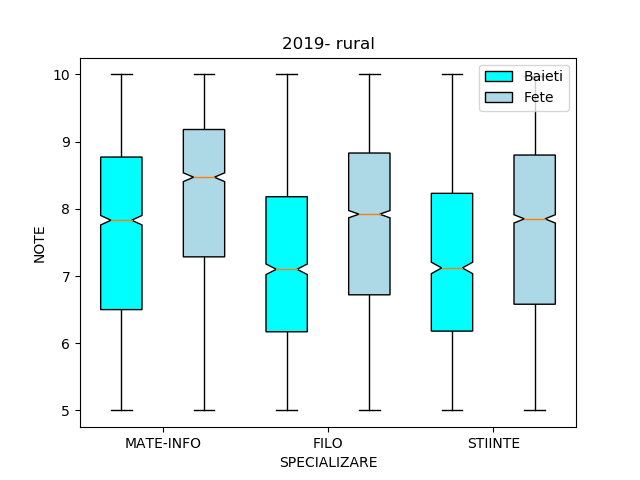 2019- rural
Baieti
Fete
10
9
8
7
6
5
NOTE
MATE-INFO FILO STIINTE
SPECIALIZARE